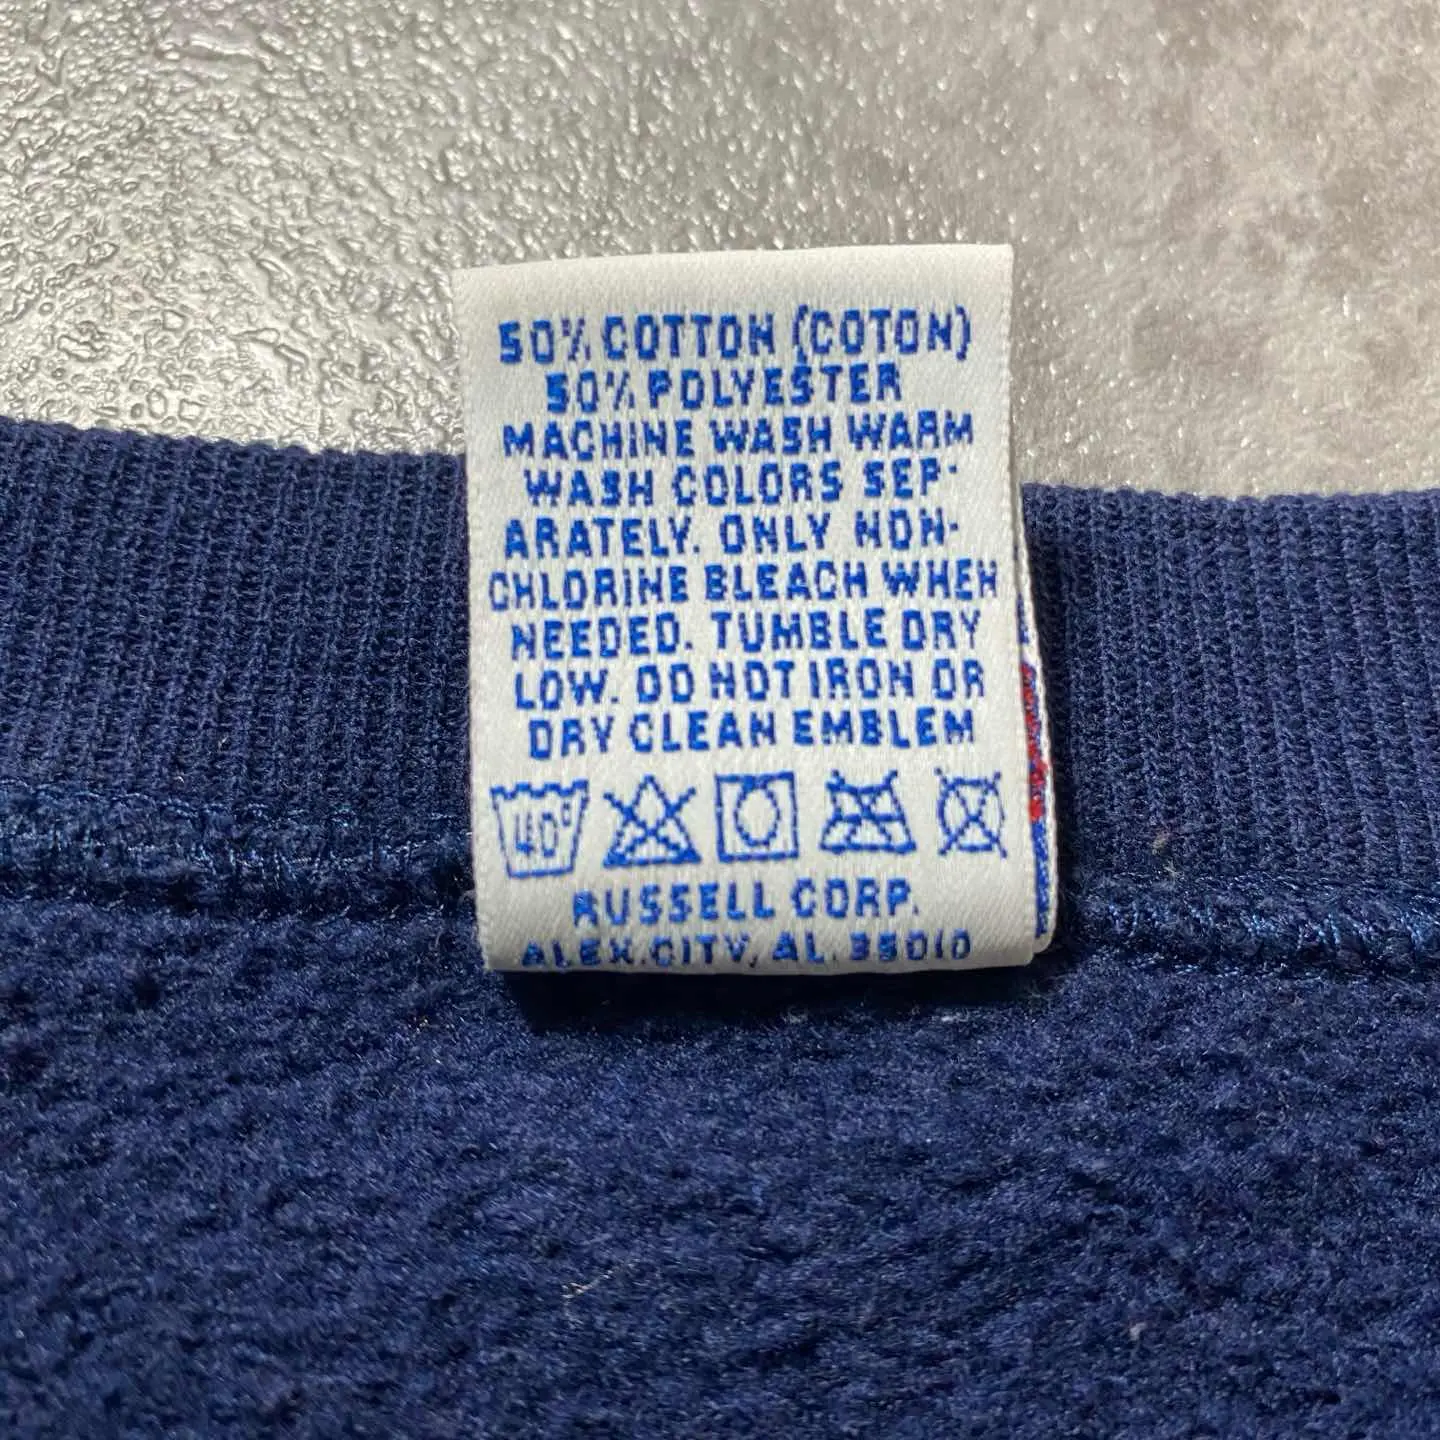 50% COTTON (COTON)
50% POLYESTER
MACHINE WASH WARM
WASH COLORS SEP-
ARATELY. ONLY NON-
CHLORINE BLEACH WHEN
NEEDED. TUMBLE DRY
LOW. DO NOT IRON OR
DRY CLEAN EMBLEM
40°
RUSSELL CORP.
ALEX. CITY, AL. 35010